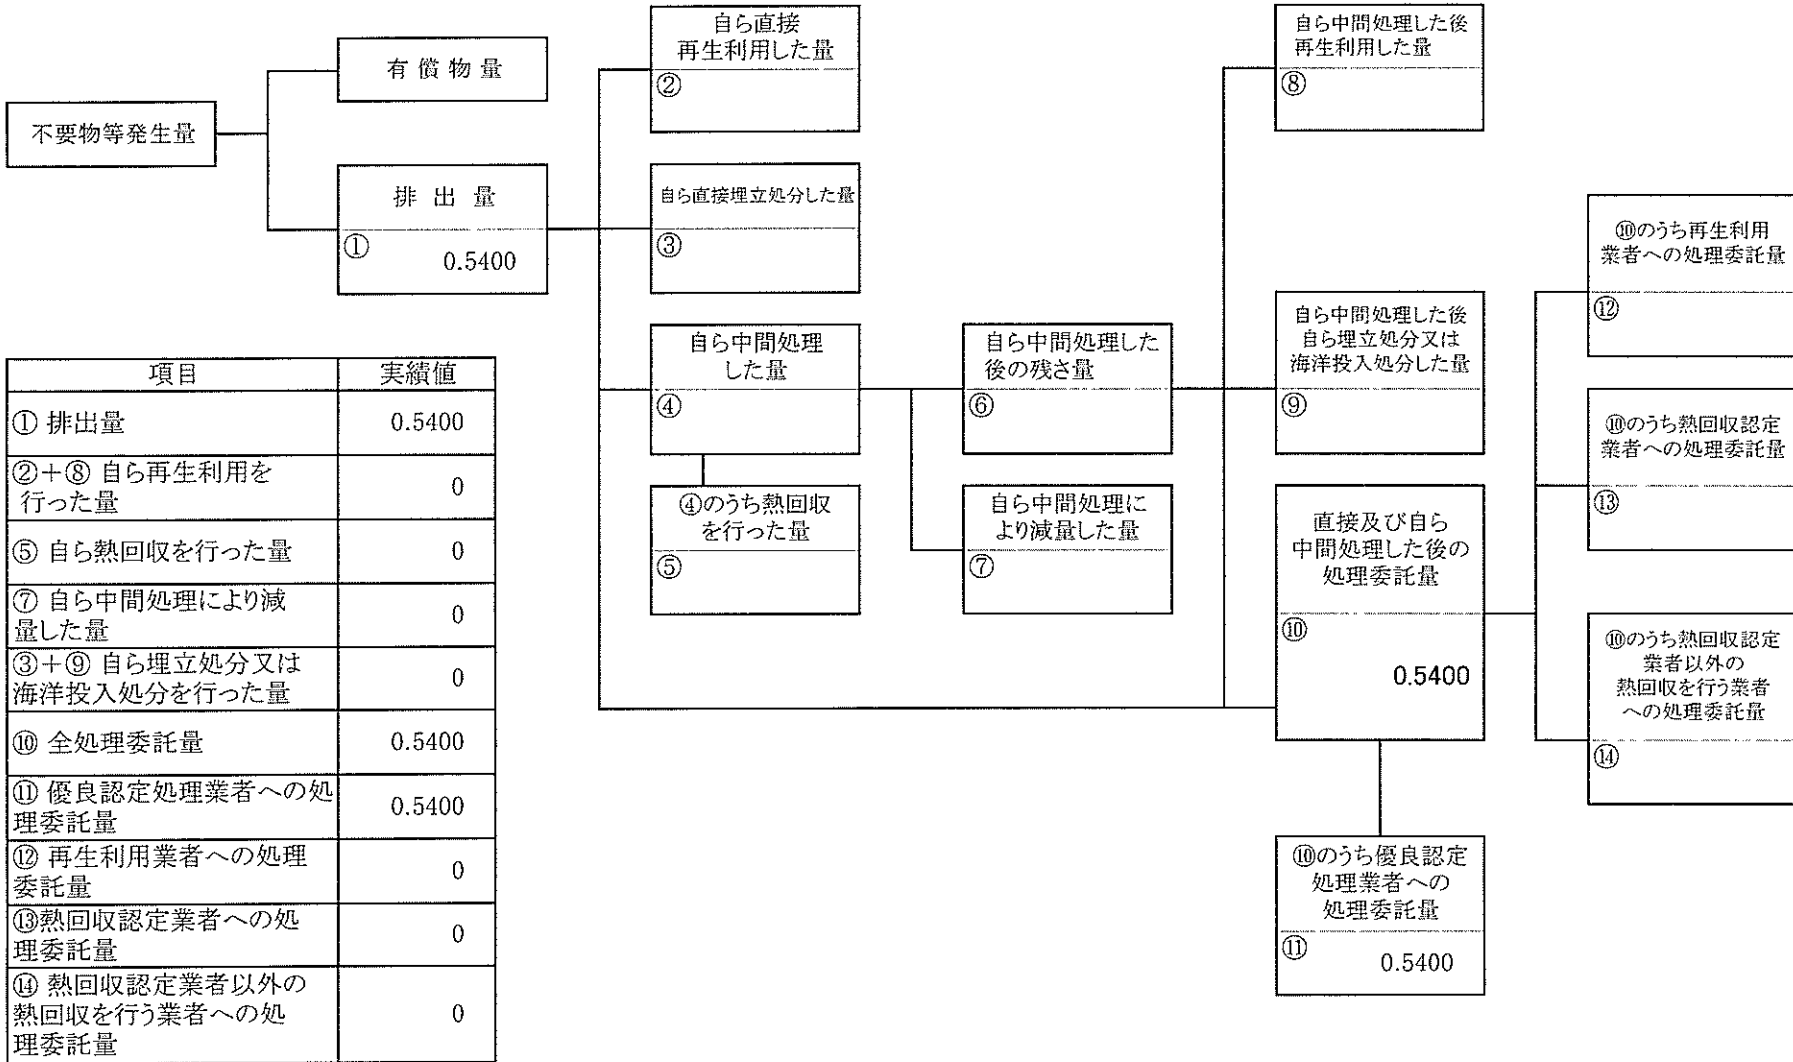 不要物等発生量
有償物量
排出量
①
0.5400
自ら直接
再生利用した量
②
自ら直接埋立処分した量
③
自ら中間処理
した量
④
④のうち熱回収
を行った量
⑤
自ら中間処理した
後の残さ量
⑥
自ら中間処理に
より減量した量
⑦
自ら中間処理した後
再生利用した量
⑧
自ら中間処理した後
自ら埋立処分又は
海洋投入処分した量
⑨
直接及び自ら
中間処理した後の
処理委託量
⑩
0.5400
⑩のうち優良認定
処理業者への
処理委託量
⑪
0.5400
⑩のうち再生利用
業者への処理委託量
⑫
⑩のうち熱回収認定
業者への処理委託量
⑬
⑩のうち熱回収認定
業者以外の
熱回収を行う業者
への処理委託量
⑭
項目 実績値
① 排出量 0.5400
②+⑧ 自ら再生利用を
行った量 0
⑤ 自ら熱回収を行った量 0
⑦ 自ら中間処理により減
量した量 0
③+⑨ 自ら埋立処分又は
海洋投入処分を行った量 0
⑩ 全処理委託量 0.5400
⑪ 優良認定処理業者への処
理委託量 0.5400
⑫ 再生利用業者への処理
委託量 0
⑬熱回収認定業者への処
理委託量 0
⑭ 熱回収認定業者以外の
熱回収を行う業者への処
理委託量 0